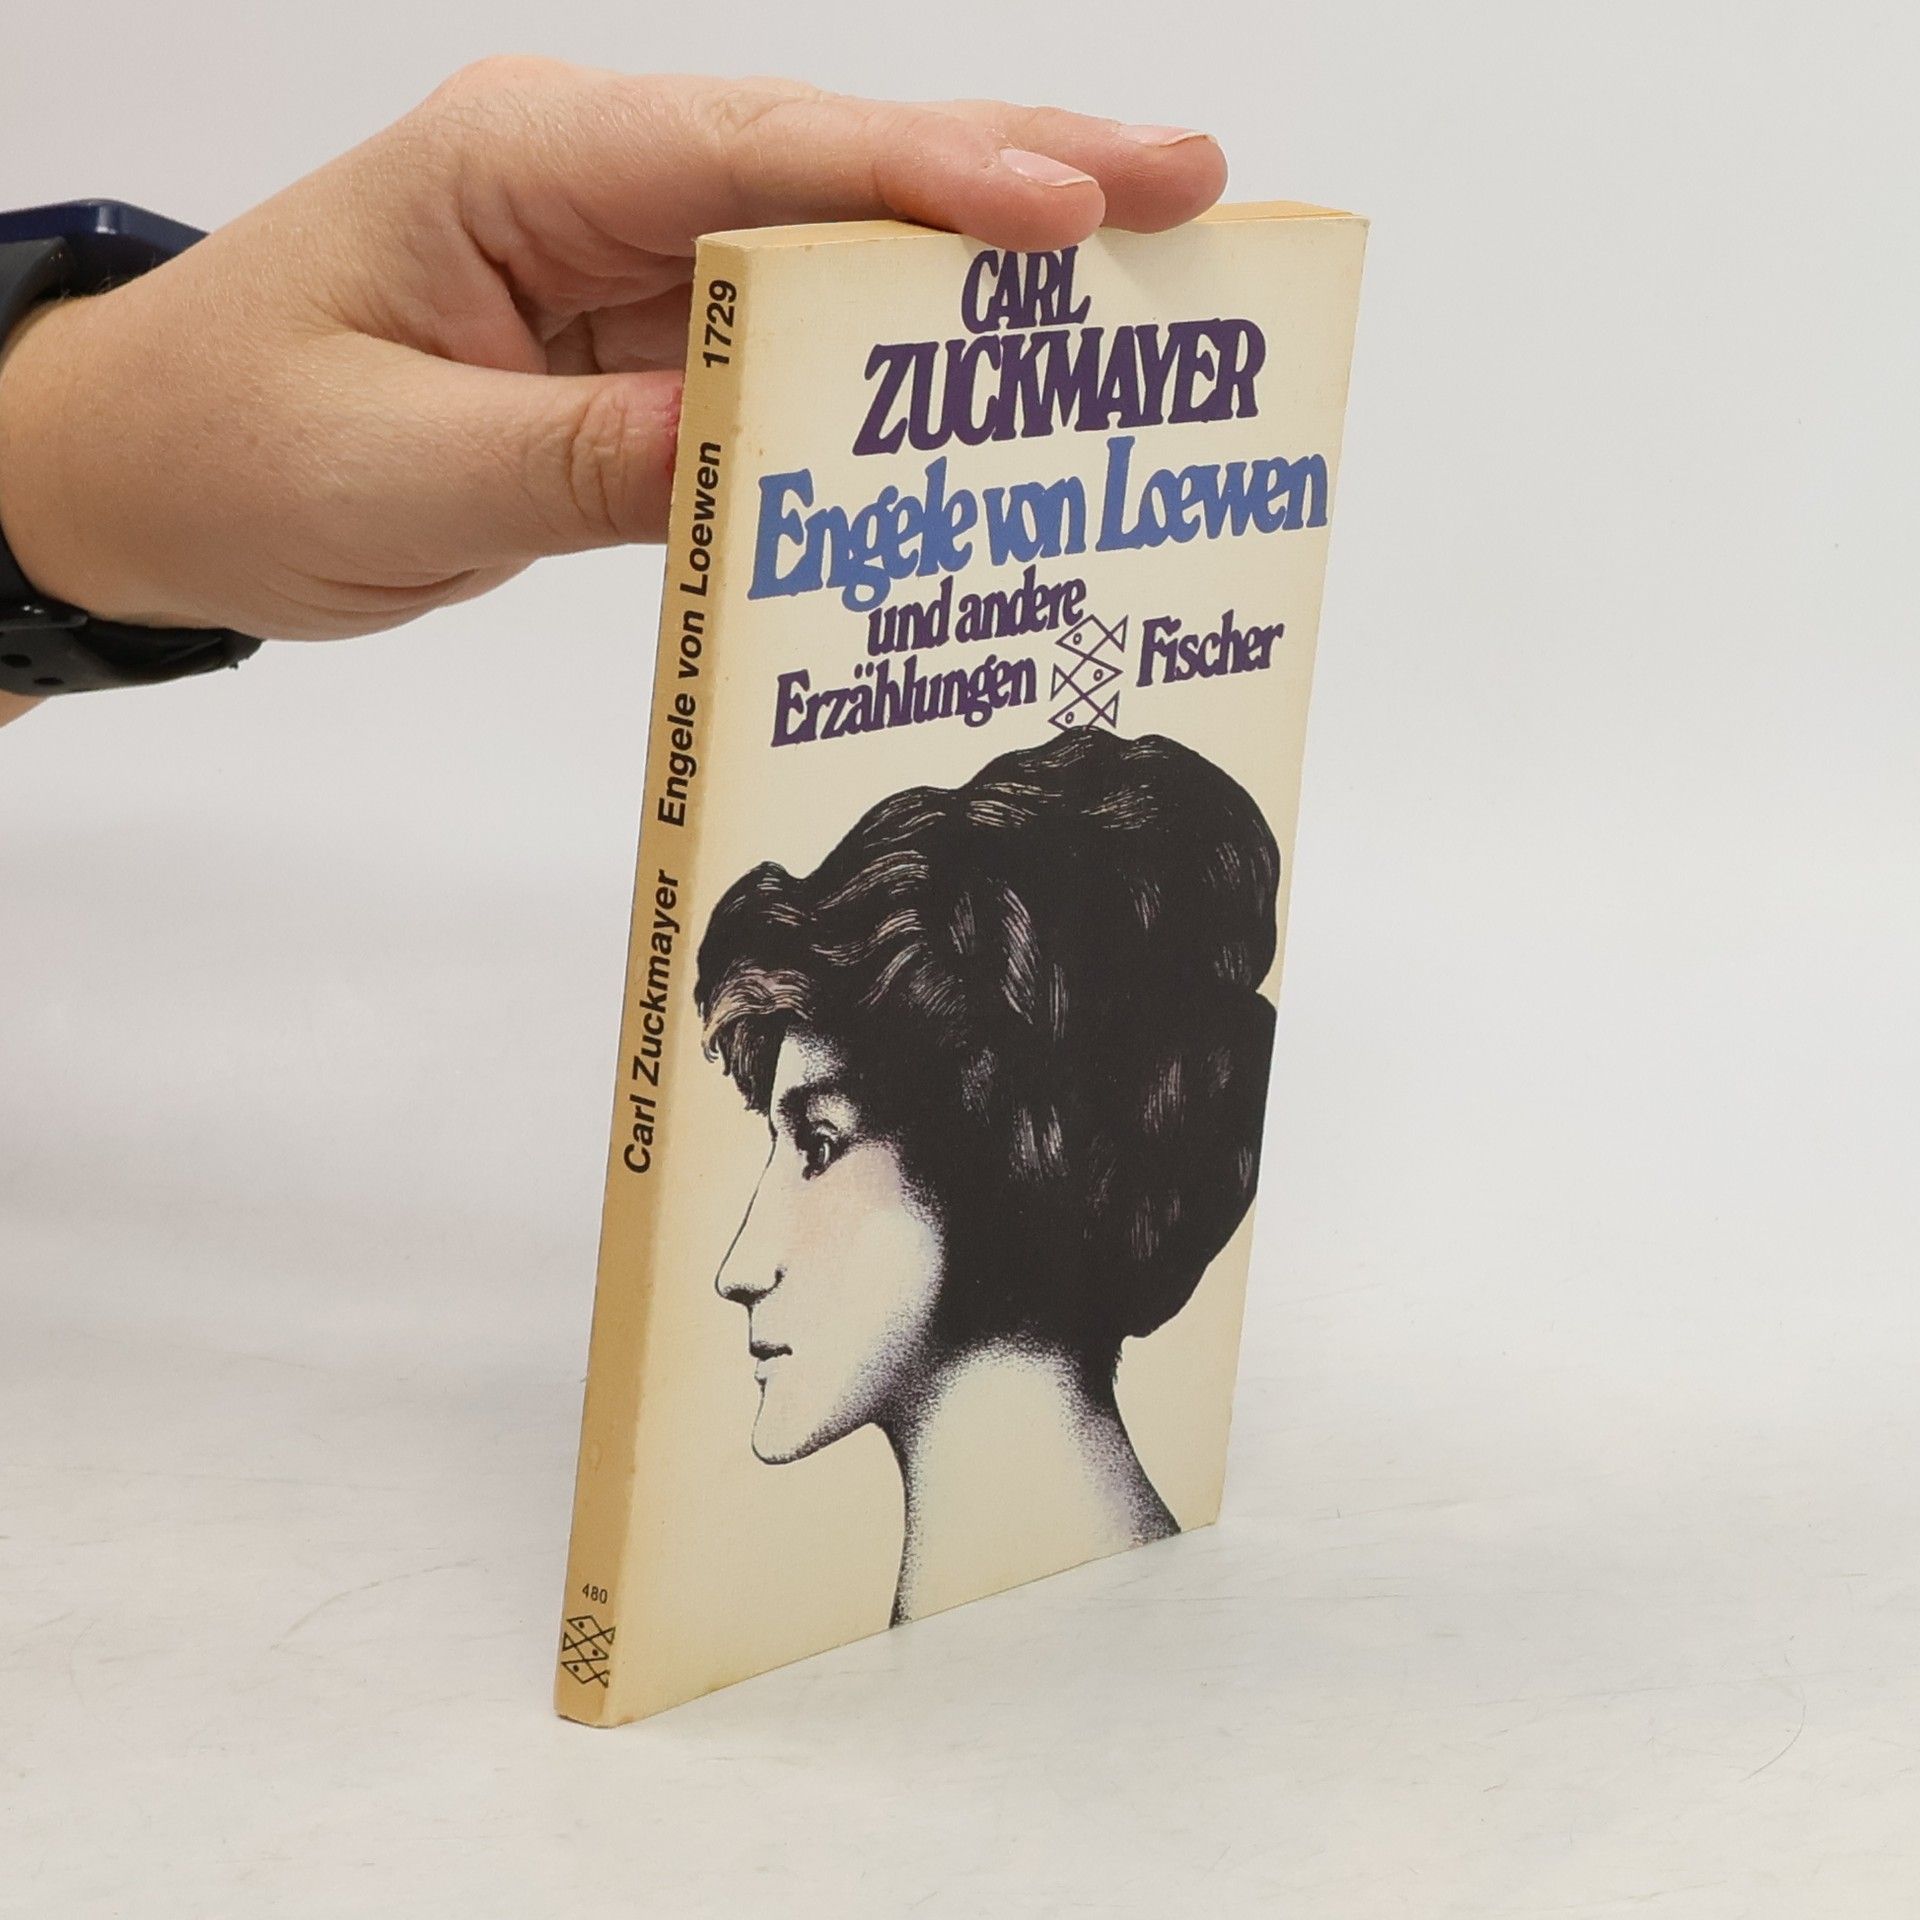 CARL
ZUCKMAYER
Engele von Loewen
und andere
Erzählungen Fischer
Carl Zuckmayer Engele von Loewen 1729
480